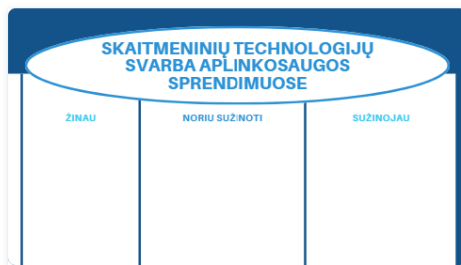 SKAITMENINIŲ TECHNOLOGIJŲ
SVARBA APLINKOSAUGOS
SPRENDIMUOSE
ŽINAU
NORIU SUŽINOTI
SUŽINOJAU